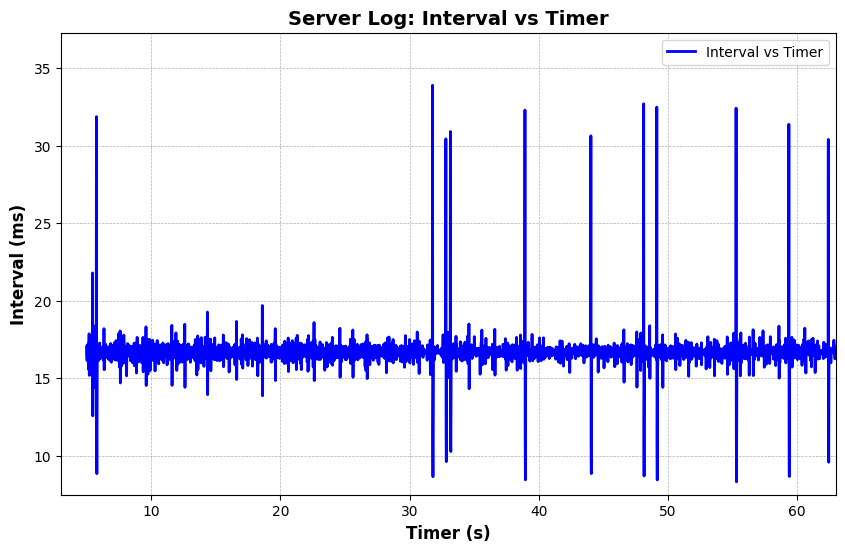 Server Log: Interval vs Timer
Interval vs Timer
35
30
25
20
15
10
Interval (ms)
10 20 30 40 50 60
Timer (s)